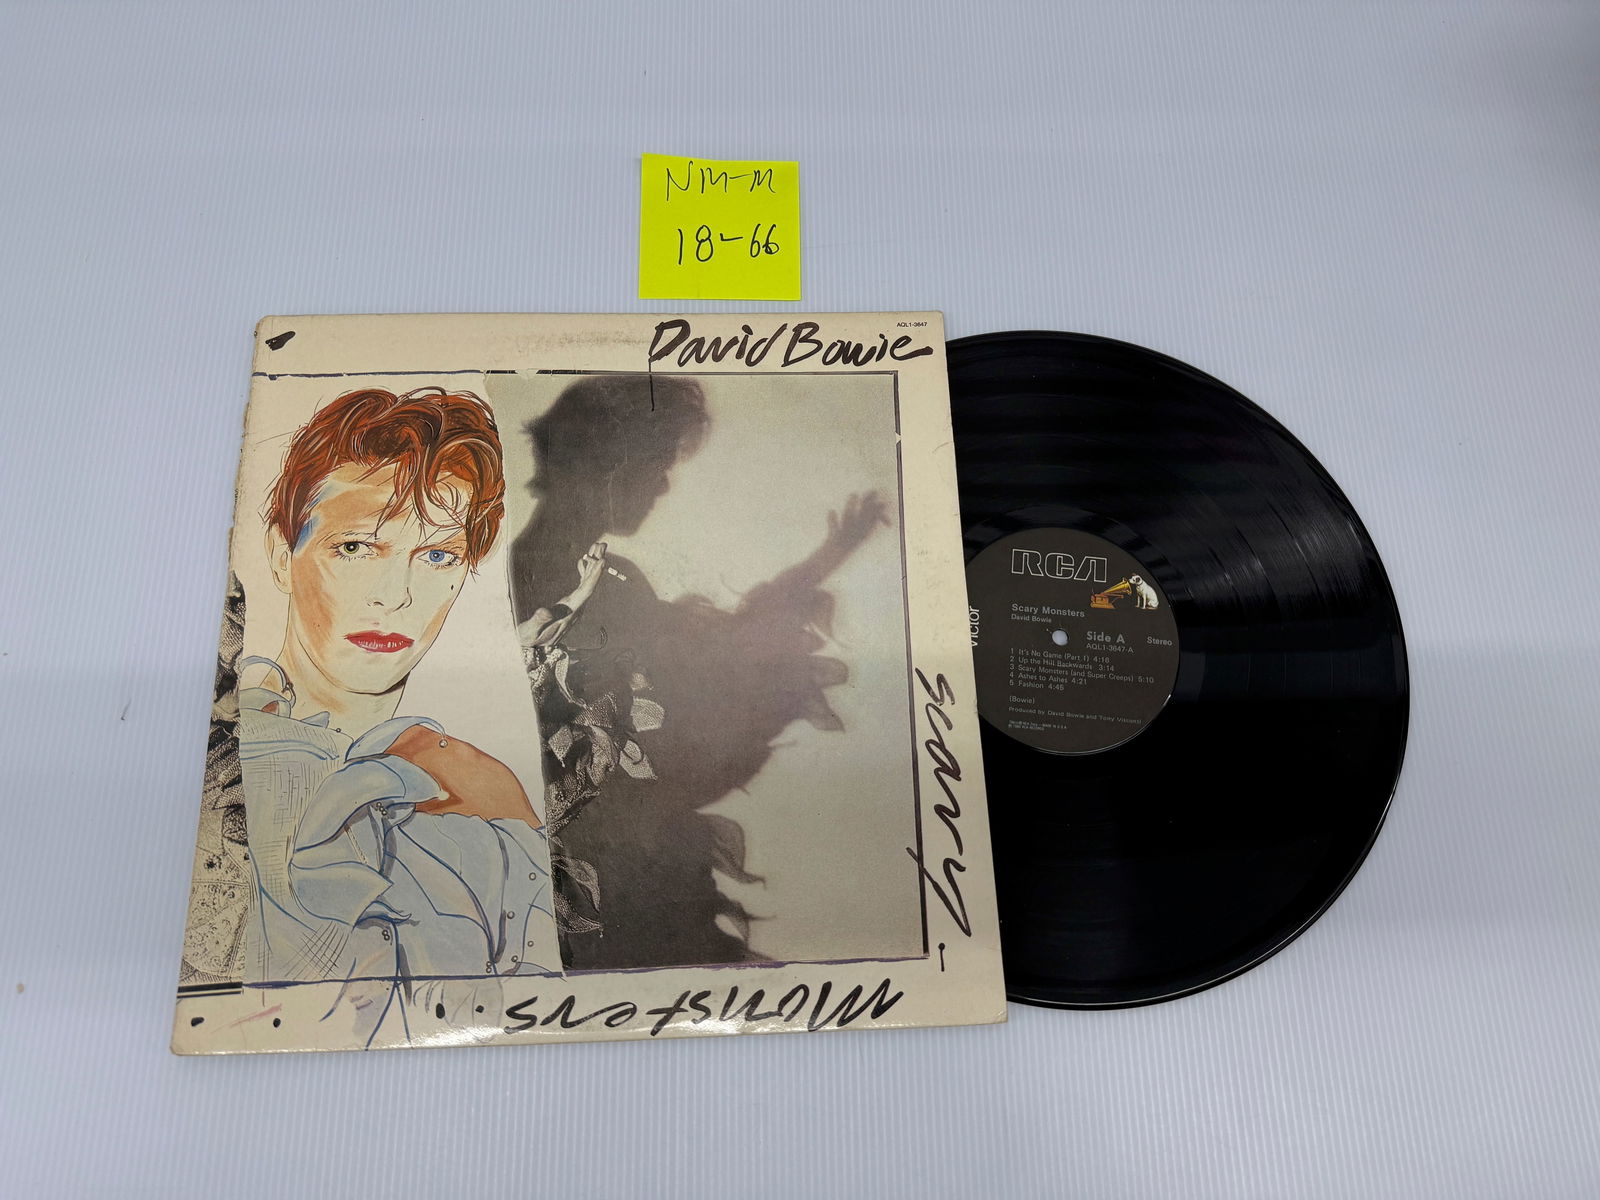 NM-M
18-66
AQL1-3647
David Bowie
scary
Monsters
RCA
Victor
Scary Monsters
David Bowie
Side A
AQL1-3647-A
Stereo
1 It's No Game (Part 1) 4:16
2 Up the Hill Backwards 3:14
3 Scary Monsters (and Super Creeps) 5:10
4 Ashes to Ashes 4:21
5 Fashion 4:45
(Bowie)
Produced by David Bowie and Tony Visconti